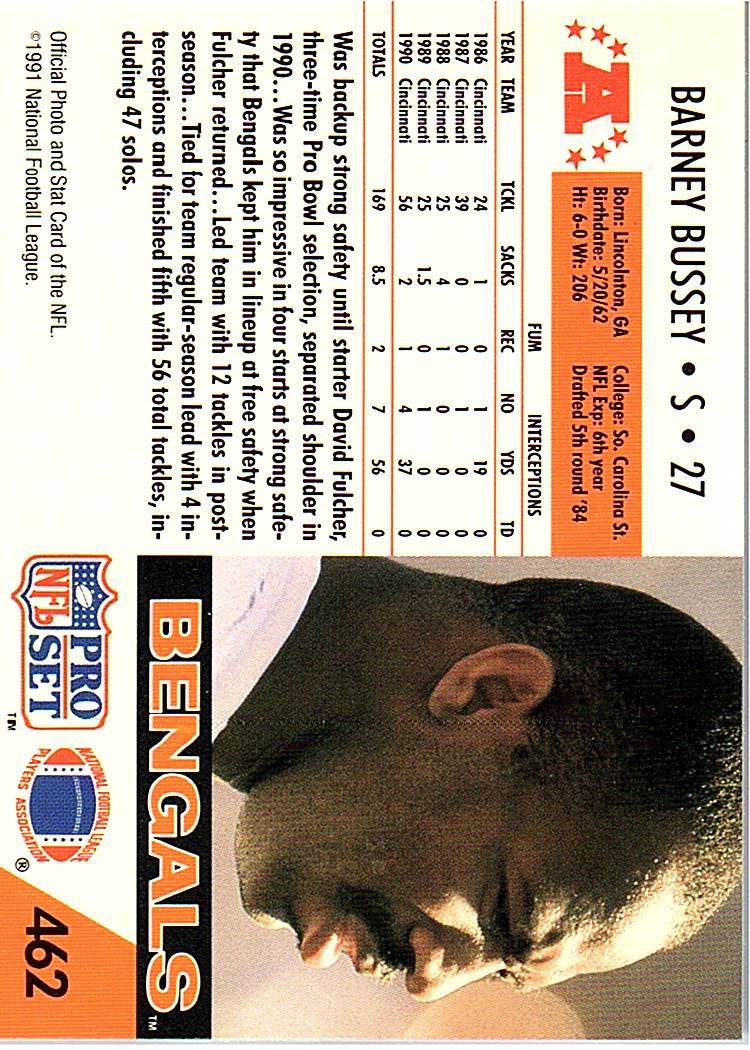 BARNEY BUSSEY • S • 27
A
Born: Lincolnton, GA
Birthdate: 5/20/62
Ht: 6-0 Wt: 206
College: So. Carolina St.
NFL Exp: 6th year
Drafted 5th round '84
FUM INTERCEPTIONS
YEAR TEAM TCKL SACKS REC NO YDS TD
1986 Cincinnati 24 1 0 1 19 0
1987 Cincinnati 39 0 0 1 0 0
1988 Cincinnati 25 4 1 0 0 0
1989 Cincinnati 25 1.5 0 1 0 0
1990 Cincinnati 56 2 1 4 37 0
TOTALS 169 8.5 2 7 56 0
Was backup strong safety until starter David Fulcher,
three-time Pro Bowl selection, separated shoulder in
1990...Was so impressive in four starts at strong safe-
ty that Bengals kept him in lineup at free safety when
Fulcher returned...Led team with 12 tackles in post-
season...Tied for team regular-season lead with 4 in-
terceptions and finished fifth with 56 total tackles, in-
cluding 47 solos.
Official Photo and Stat Card of the NFL.
©1991 National Football League.
BENGALS™
NFL PRO SET™
NATIONAL FOOTBALL LEAGUE
PLAYERS ASSOCIATION®
462